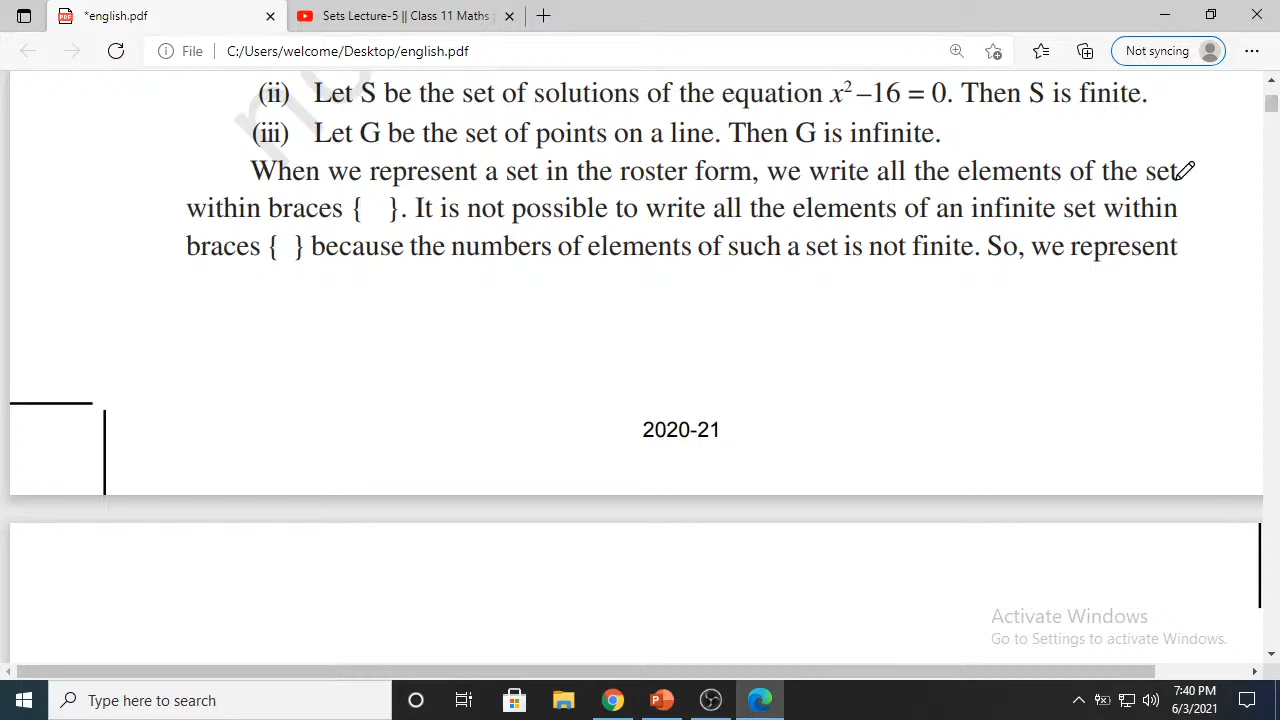 *english.pdf
Sets Lecture-5 || Class 11 Maths
File
C:/Users/welcome/Desktop/english.pdf
Not syncing
(ii) Let S be the set of solutions of the equation x² –16 = 0. Then S is finite.
(iii) Let G be the set of points on a line. Then G is infinite.
When we represent a set in the roster form, we write all the elements of the set
within braces { }. It is not possible to write all the elements of an infinite set within
braces { } because the numbers of elements of such a set is not finite. So, we represent
2020-21
Activate Windows
Go to Settings to activate Windows.
Type here to search
7:40 PM
6/3/2021